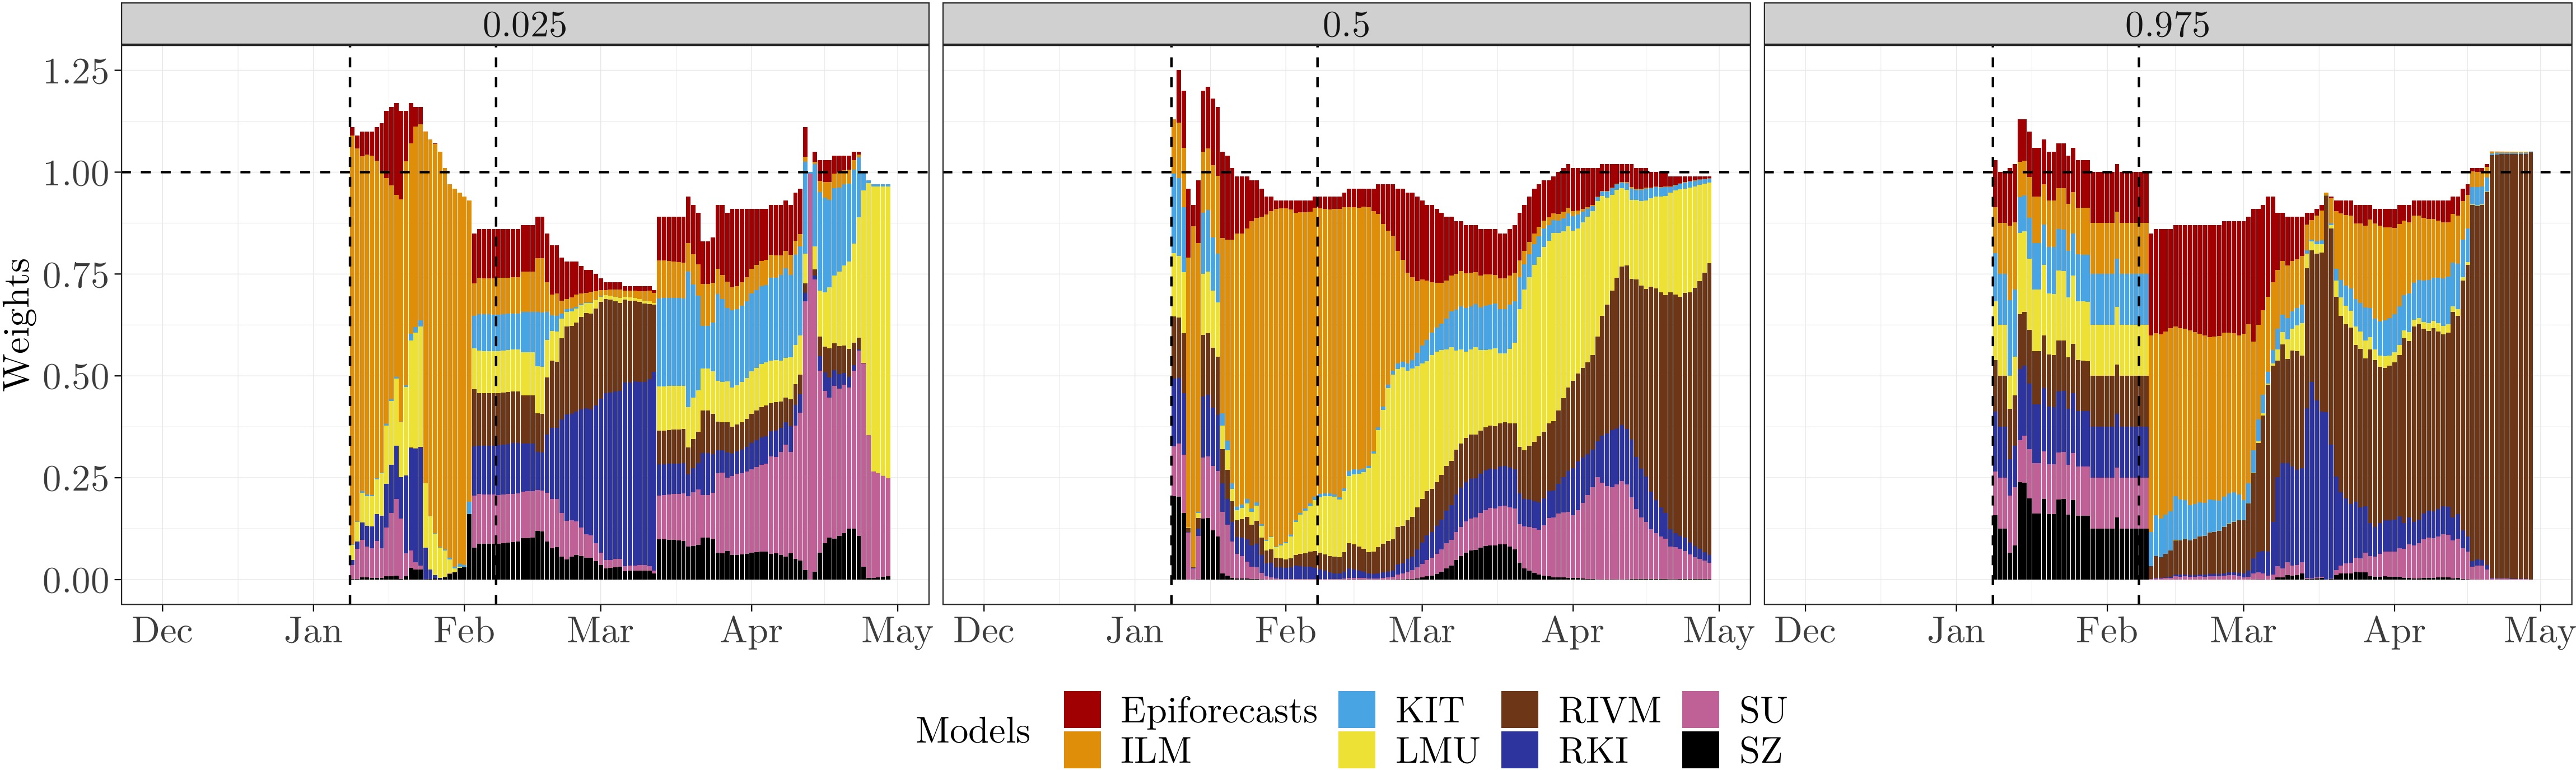 0.025 0.5 0.975
1.25
1.00
0.75
0.50
0.25
0.00
Weights
Dec Jan Feb Mar Apr May Dec Jan Feb Mar Apr May Dec Jan Feb Mar Apr May
Models
Epiforecasts KIT RIVM SU
ILM LMU RKI SZ